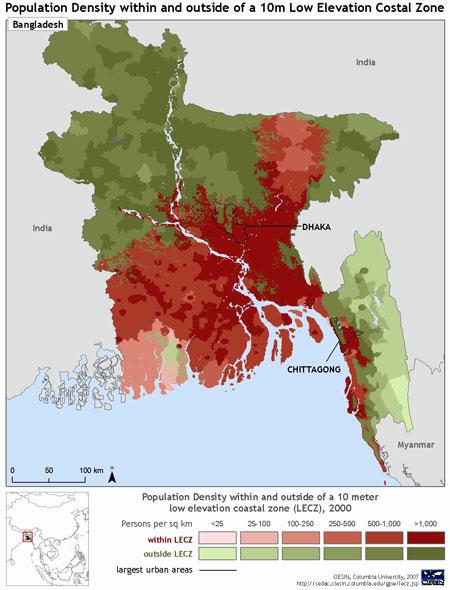 Population Density within and outside of a 10m Low Elevation Costal Zone
Bangladesh
India
India
DHAKA
CHITTAGONG
Myanmar
0 50 100 km
Population Density within and outside of a 10 meter
low elevation coastal zone (LECZ), 2000
Persons per sq km <25 25-100 100-250 250-500 500-1,000 >1,000
within LECZ
outside LECZ
largest urban areas
CIESIN, Columbia University, 2007
http://sedac.ciesin.columbia.edu/gpw/lecz.jsp